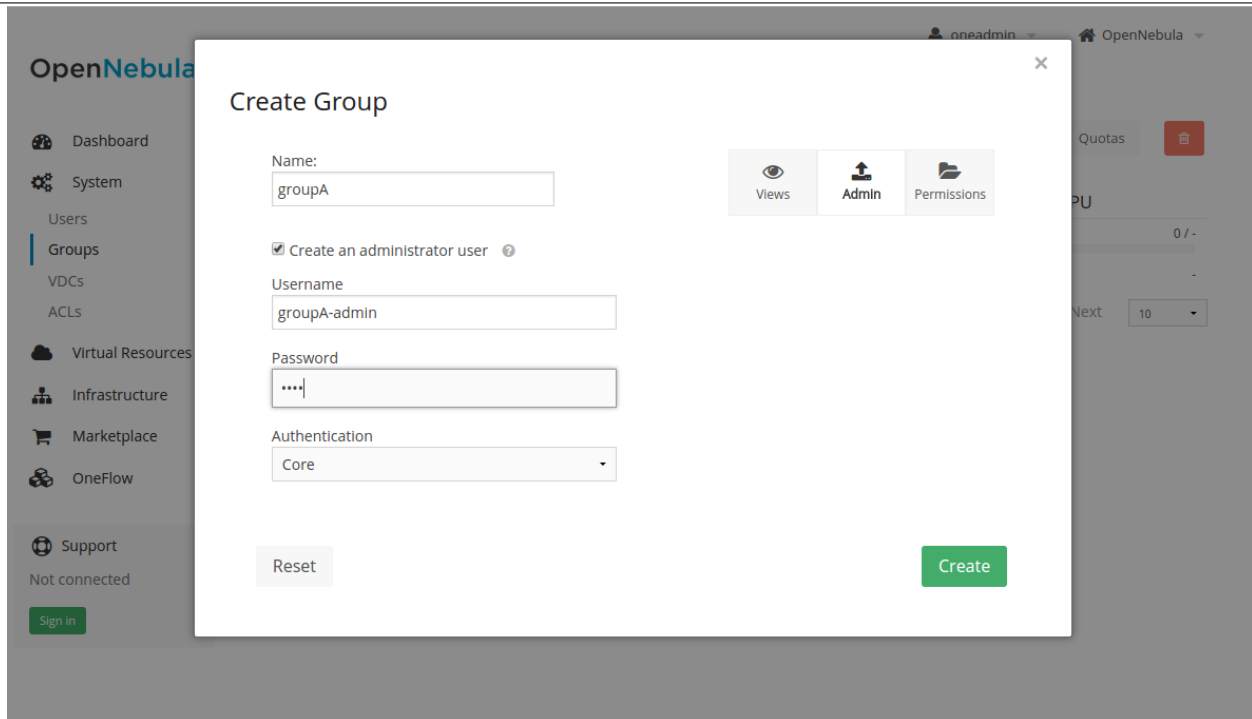 oneadmin OpenNebula
OpenNebula
Create Group
×
Dashboard
System
Users
Groups
VDCs
ACLs
Virtual Resources
Infrastructure
Marketplace
OneFlow
Support
Not connected
Sign in
Name:
groupA
Views Admin Permissions
Create an administrator user ?
Username
groupA-admin
Password
••••
Authentication
Core
Reset Create
Quotas
PU
0 / -
-
Next 10